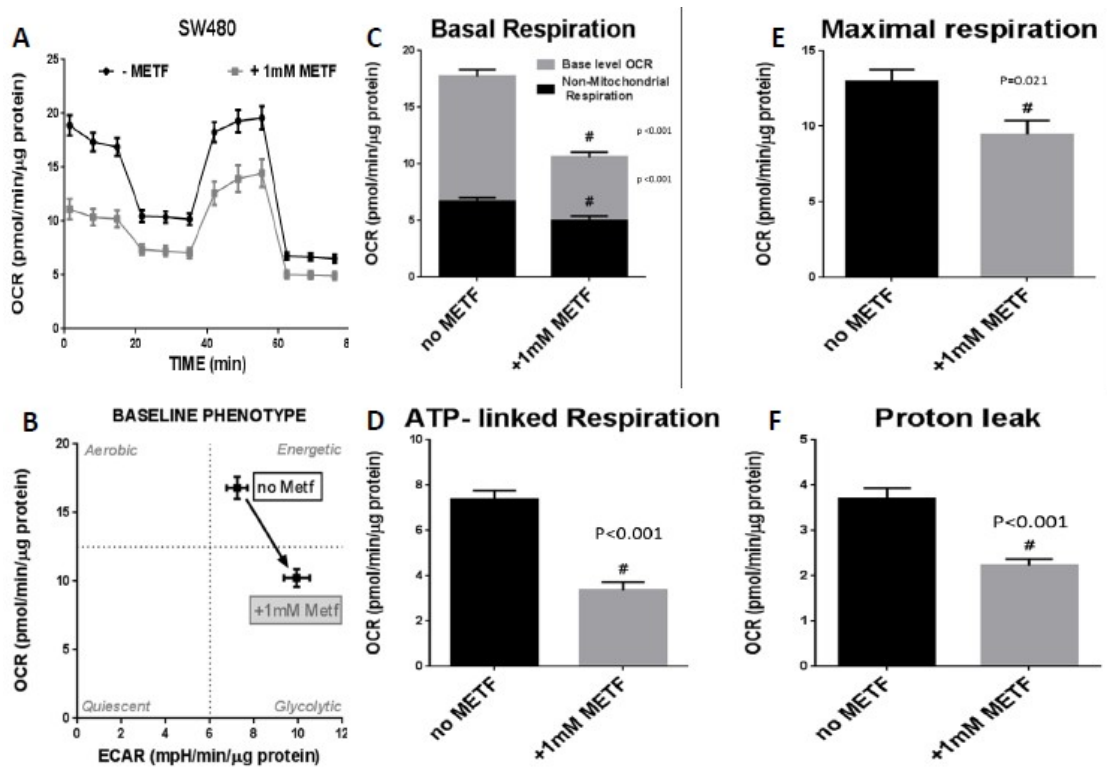 A
SW480
OCR (pmol/min/µg protein)
25
20
15
10
5
0
- METF
+ 1mM METF
0
20
40
60
8
TIME (min)
C
Basal Respiration
OCR (pmol/min/µg protein)
20
15
10
5
0
Base level OCR
Non-Mitochondrial
Respiration
#
p <0.001
p <0.001
#
no METF
+1mM METF
E
Maximal respiration
OCR (pmol/min/µg protein)
15
10
5
0
P=0.021
#
no METF
+1mM METF
B
BASELINE PHENOTYPE
OCR (pmol/min/µg protein)
20
15
10
5
0
Aerobic
Energetic
no Metf
+1mM Metf
Quiescent
Glycolytic
0
2
4
6
8
10
12
ECAR (mpH/min/µg protein)
D
ATP- linked Respiration
OCR (pmol/min/µg protein)
8
6
4
2
0
P<0.001
#
no METF
+1mM METF
F
Proton leak
OCR (pmol/min/µg protein)
5
4
3
2
1
0
P<0.001
#
no METF
+1mM METF